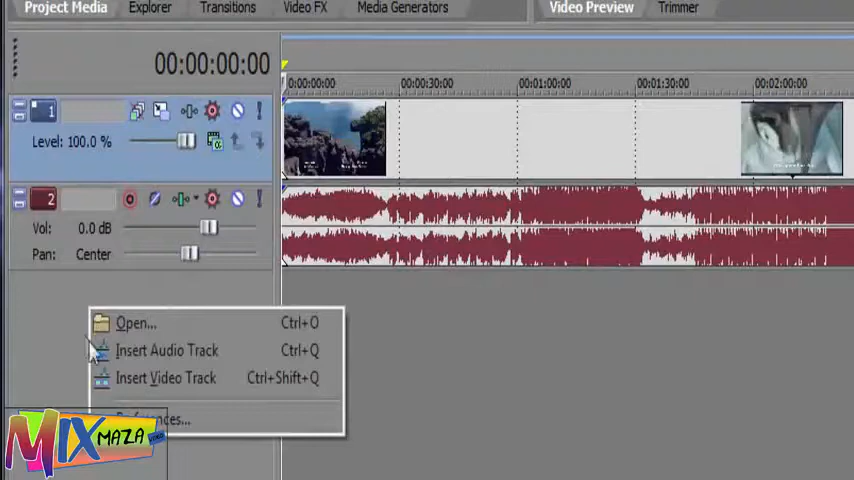 Project Media Explorer Transitions Video FX Media Generators Video Preview Trimmer
00:00:00:00
0:00:00:00 00:00:30:00 00:01:00:00 00:01:30:00 00:02:00:00
1
Level: 100.0 %
2
Vol: 0.0 dB
Pan: Center
Open... Ctrl+O
Insert Audio Track Ctrl+Q
Insert Video Track Ctrl+Shift+Q
Preferences...
MIX MAZA